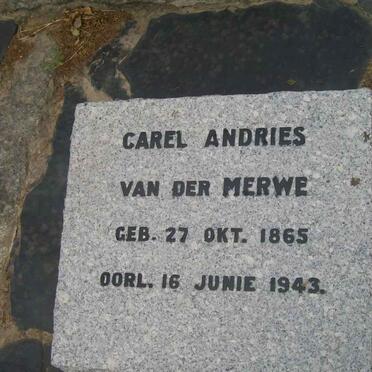 CAREL ANDRIES
VAN DER MERWE
GEB. 27 OKT. 1865
OORL. 16 JUNIE 1943.